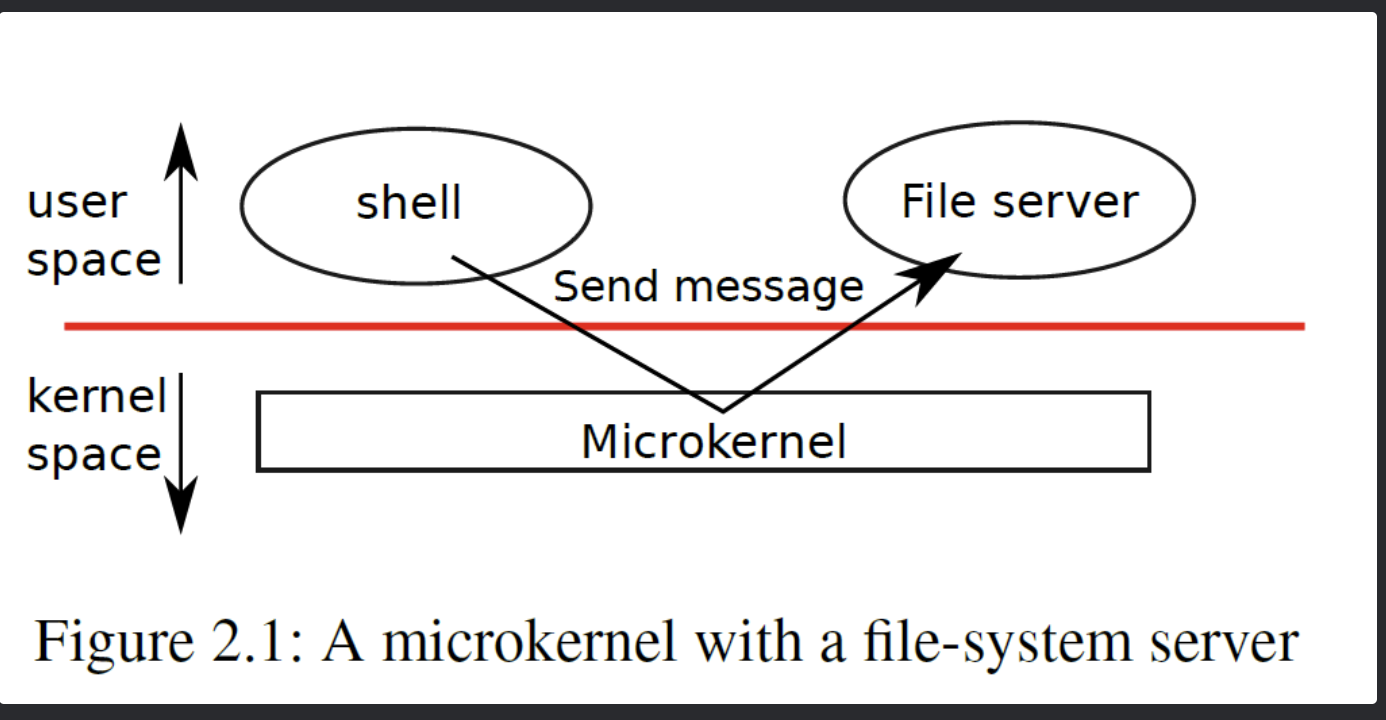 user
space
shell
File server
Send message
kernel
space
Microkernel
Figure 2.1: A microkernel with a file-system server